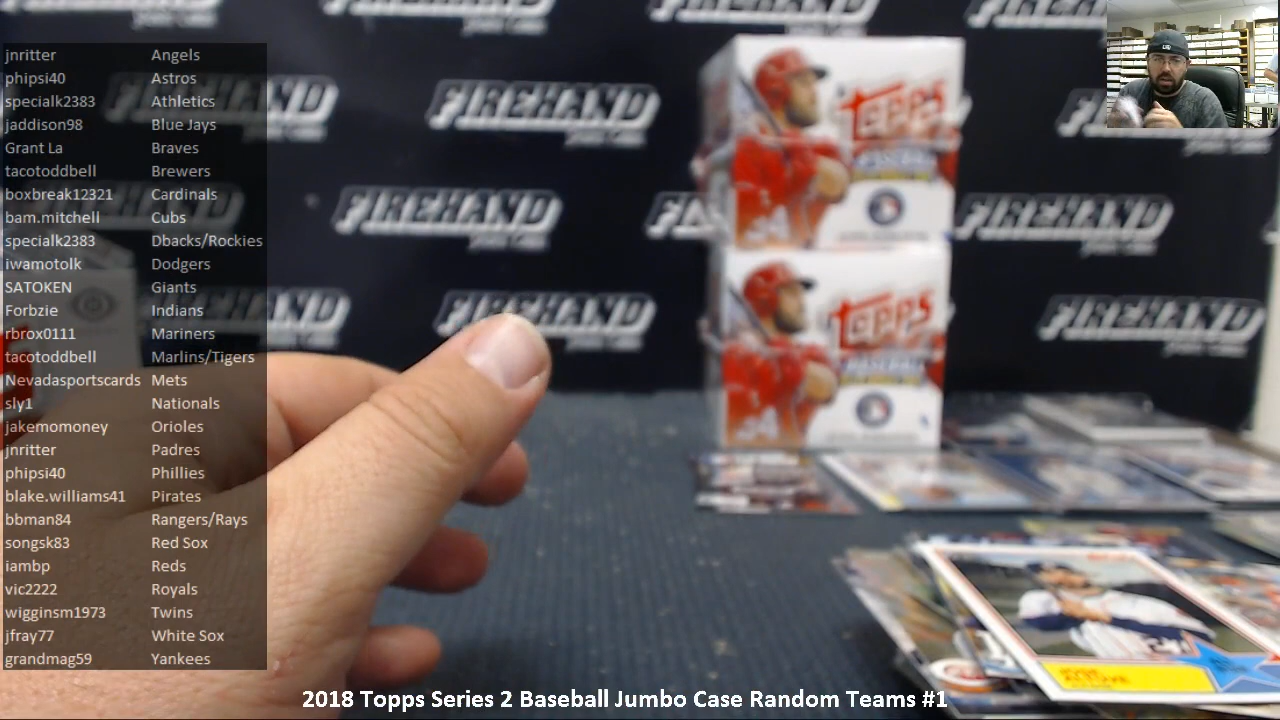 jnritter Angels
phipsi40 Astros
specialk2383 Athletics
jaddison98 Blue Jays
Grant La Braves
tacotoddbell Brewers
boxbreak12321 Cardinals
bam.mitchell Cubs
specialk2383 Dbacks/Rockies
iwamotolk Dodgers
SATOKEN Giants
Forbzie Indians
rbrox0111 Mariners
tacotoddbell Marlins/Tigers
Nevadasportscards Mets
sly1 Nationals
jakemomoney Orioles
jnritter Padres
phipsi40 Phillies
blake.williams41 Pirates
bbman84 Rangers/Rays
songsk83 Red Sox
iambp Reds
vic2222 Royals
wigginsm1973 Twins
jfray77 White Sox
grandmag59 Yankees
FIREHAND
FIREHAND
FIREHAND
FIREHAND
FIREHAND
FIREHAND
TOPPS
BASEBALL
34
TOPPS
BASEBALL
34
2018 Topps Series 2 Baseball Jumbo Case Random Teams #1